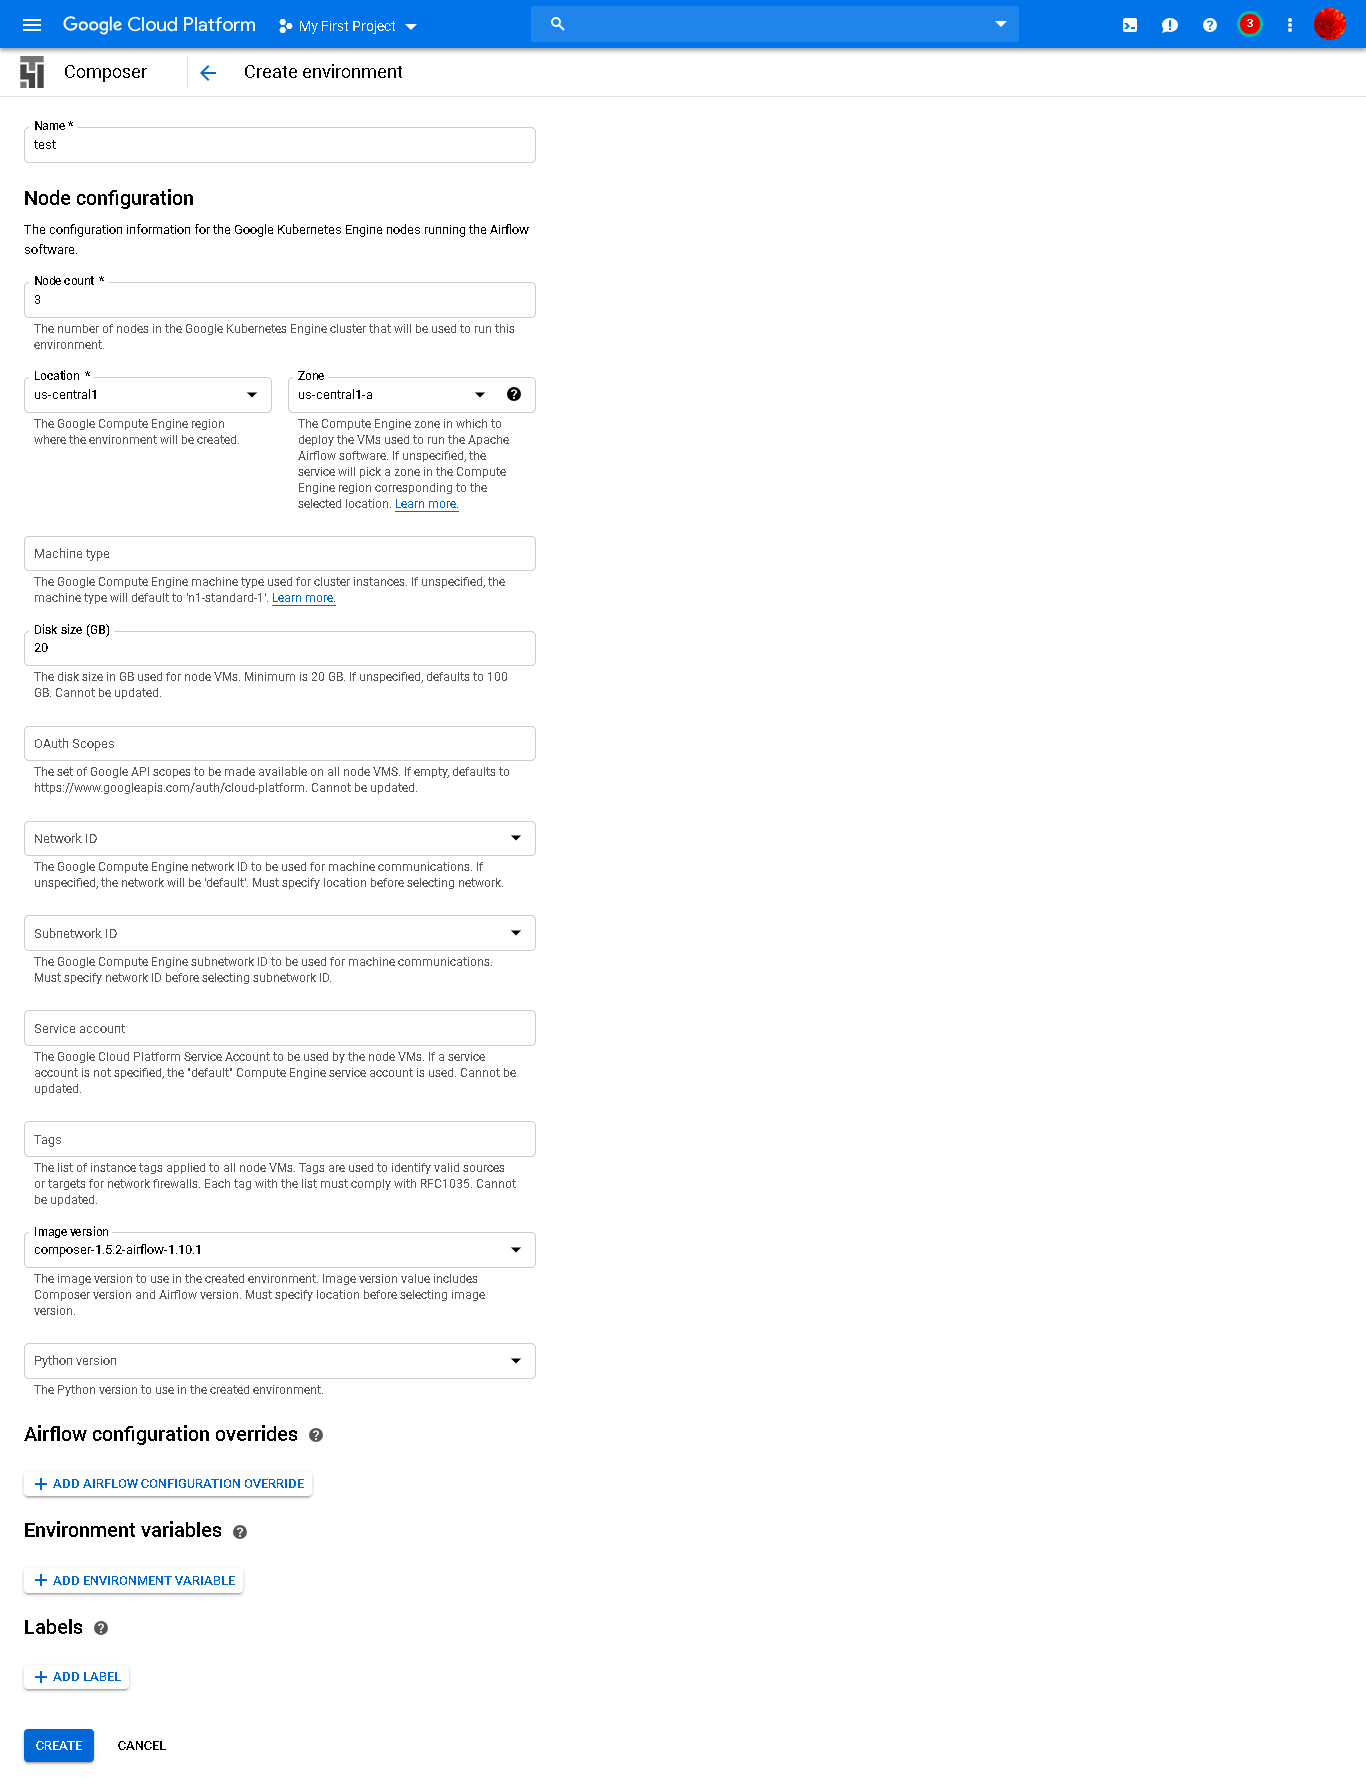 Google Cloud Platform My First Project 3
Composer Create environment
Name *
test
Node configuration
The configuration information for the Google Kubernetes Engine nodes running the Airflow
software.
Node count *
3
The number of nodes in the Google Kubernetes Engine cluster that will be used to run this
environment.
Location *
us-central1
The Google Compute Engine region
where the environment will be created.
Zone
us-central1-a
The Compute Engine zone in which to
deploy the VMs used to run the Apache
Airflow software. If unspecified, the
service will pick a zone in the Compute
Engine region corresponding to the
selected location. Learn more.
Machine type
The Google Compute Engine machine type used for cluster instances. If unspecified, the
machine type will default to 'n1-standard-1'. Learn more.
Disk size (GB)
20
The disk size in GB used for node VMs. Minimum is 20 GB. If unspecified, defaults to 100
GB. Cannot be updated.
OAuth Scopes
The set of Google API scopes to be made available on all node VMS. If empty, defaults to
https://www.googleapis.com/auth/cloud-platform. Cannot be updated.
Network ID
The Google Compute Engine network ID to be used for machine communications. If
unspecified, the network will be 'default'. Must specify location before selecting network.
Subnetwork ID
The Google Compute Engine subnetwork ID to be used for machine communications.
Must specify network ID before selecting subnetwork ID.
Service account
The Google Cloud Platform Service Account to be used by the node VMs. If a service
account is not specified, the "default" Compute Engine service account is used. Cannot be
updated.
Tags
The list of instance tags applied to all node VMs. Tags are used to identify valid sources
or targets for network firewalls. Each tag with the list must comply with RFC1035. Cannot
be updated.
Image version
composer-1.5.2-airflow-1.10.1
The image version to use in the created environment. Image version value includes
Composer version and Airflow version. Must specify location before selecting image
version.
Python version
The Python version to use in the created environment.
Airflow configuration overrides
ADD AIRFLOW CONFIGURATION OVERRIDE
Environment variables
ADD ENVIRONMENT VARIABLE
Labels
ADD LABEL
CREATE CANCEL